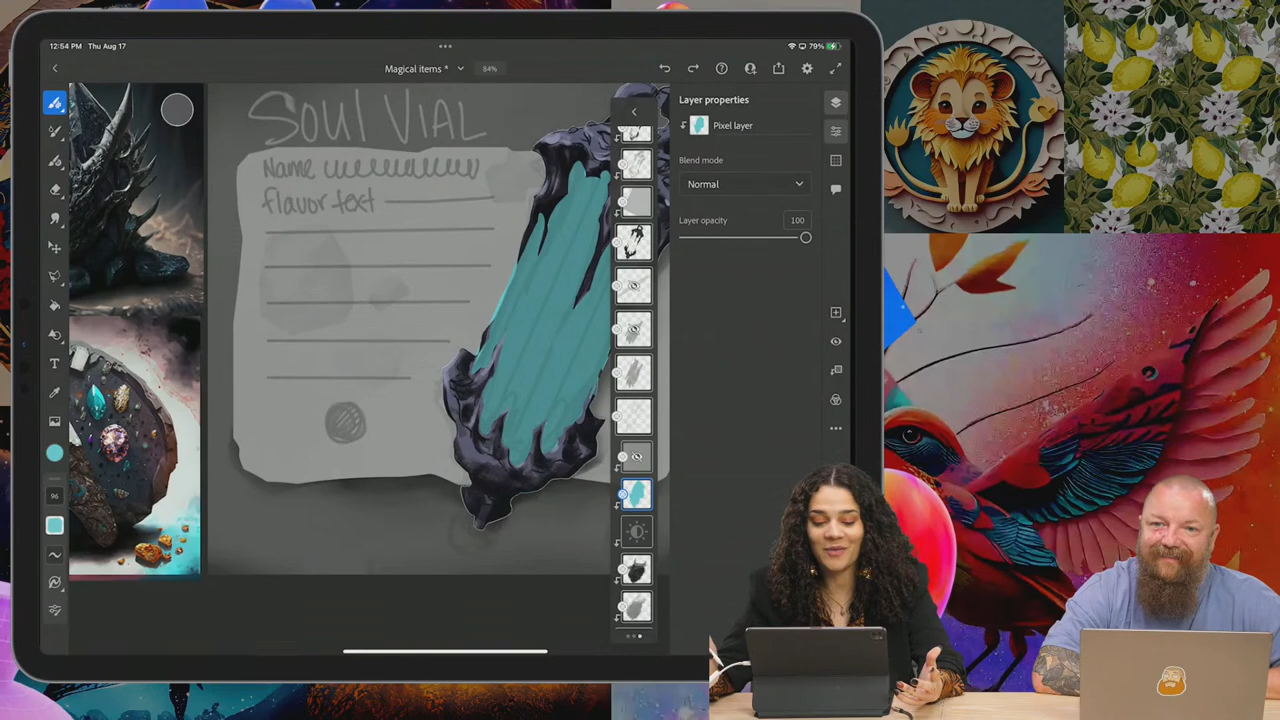 12:54 PM Thu Aug 17
79%
Magical items *
84%
SOUL VIAL
Name
flavor text
Layer properties
Pixel layer
Blend mode
Normal
Layer opacity
100
96